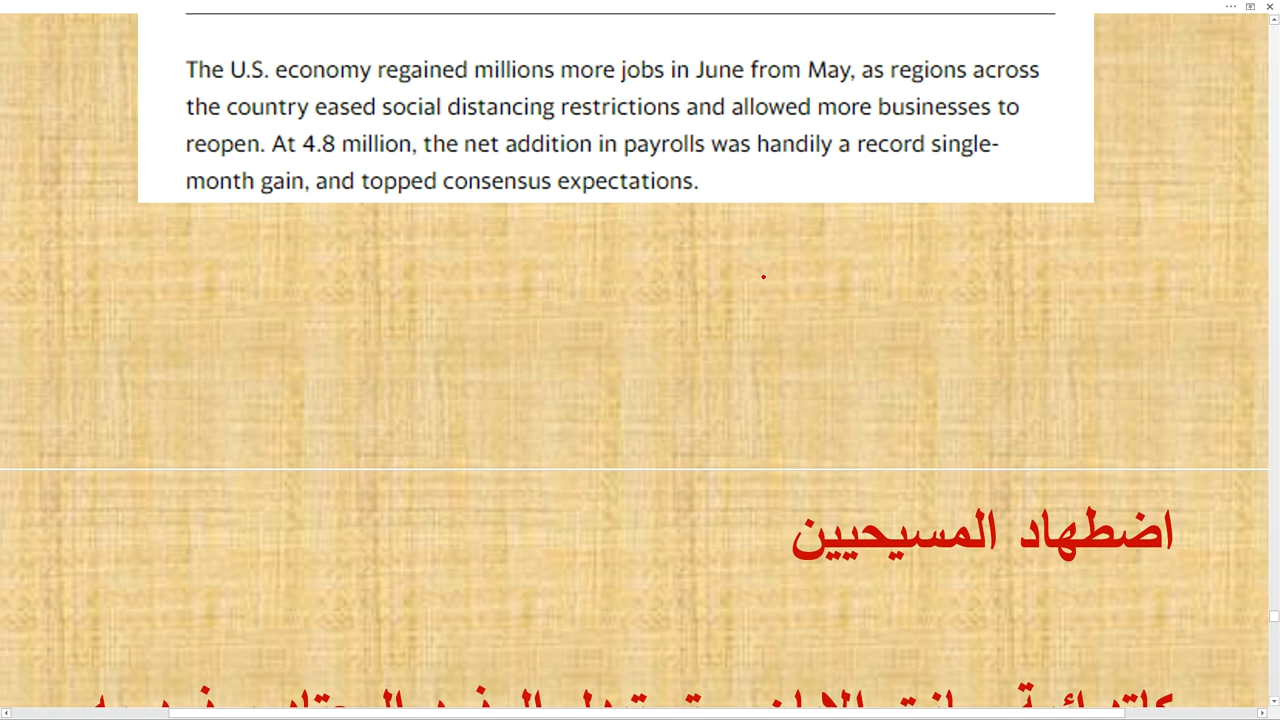 The U.S. economy regained millions more jobs in June from May, as regions across
the country eased social distancing restrictions and allowed more businesses to
reopen. At 4.8 million, the net addition in payrolls was handily a record single-
month gain, and topped consensus expectations.
اضطهاد المسيحيين